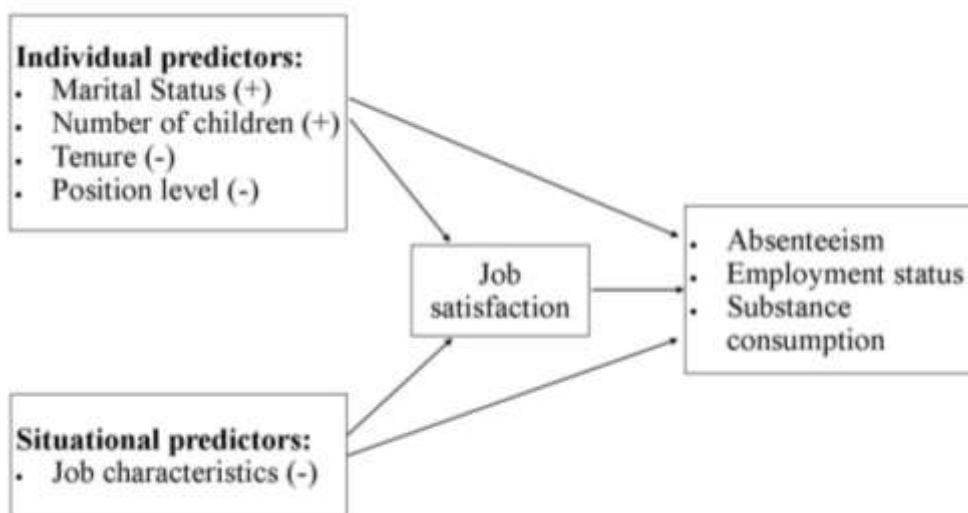 Individual predictors:
• Marital Status (+)
• Number of children (+)
• Tenure (-)
• Position level (-)
Job
satisfaction
• Absenteeism
• Employment status
• Substance
consumption
Situational predictors:
• Job characteristics (-)